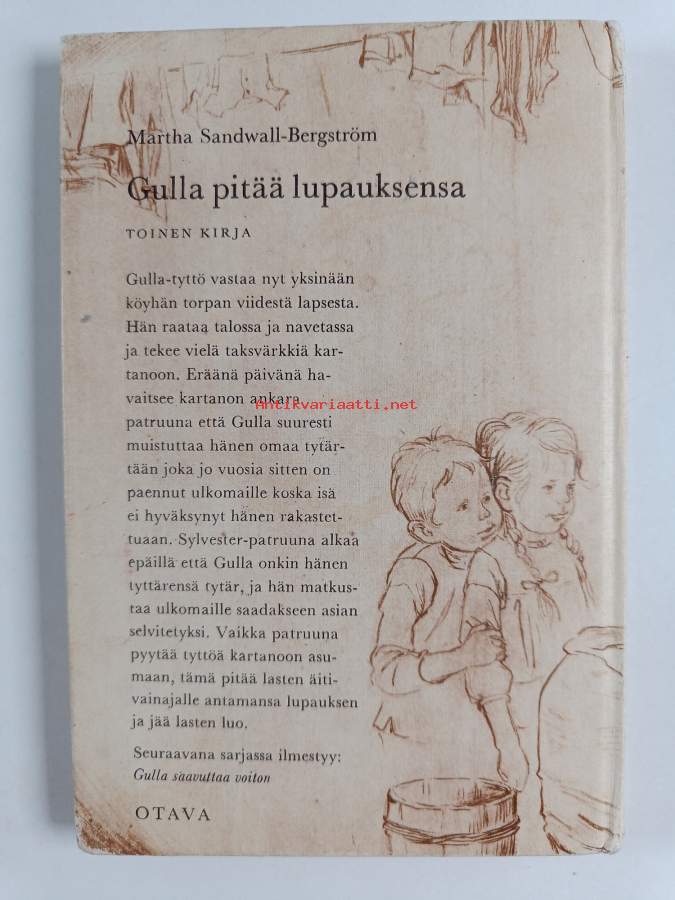 Martha Sandwall-Bergström
Gulla pitää lupauksensa
TOINEN KIRJA
Gulla-tyttö vastaa nyt yksinään
köyhän torpan viidestä lapsesta.
Hän raataa talossa ja navetassa
ja tekee vielä taksvärkkiä kar-
tanoon. Eräänä päivänä ha-
vaitsee kartanon ankara
Antikvariaatti.net
patruuna että Gulla suuresti
muistuttaa hänen omaa tytär-
tään joka jo vuosia sitten on
paennut ulkomaille koska isä
ei hyväksynyt hänen rakastet-
tuaan. Sylvester-patruuna alkaa
epäillä että Gulla onkin hänen
tyttärensä tytär, ja hän matkus-
taa ulkomaille saadakseen asian
selvitetyksi. Vaikka patruuna
pyytää tyttöä kartanoon asu-
maan, tämä pitää lasten äiti-
vainajalle antamansa lupauksen
ja jää lasten luo.
Seuraavana sarjassa ilmestyy:
Gulla saavuttaa voiton
OTAVA